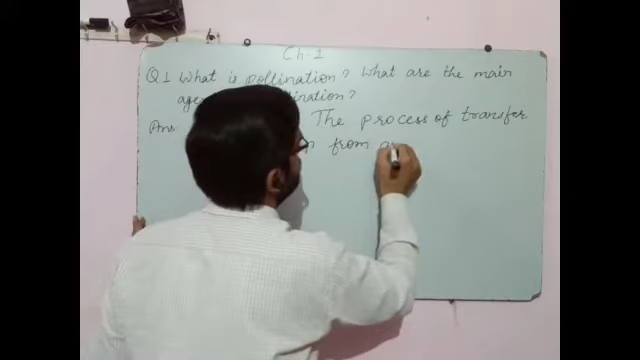 Ch-1
Q1 What is pollination? What are the main
age ination?
Ans The process of transfer
from